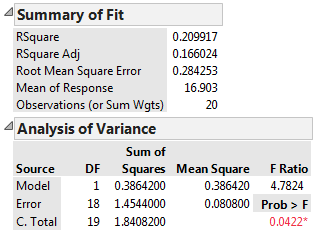 Summary of Fit
RSquare 0.209917
RSquare Adj 0.166024
Root Mean Square Error 0.284253
Mean of Response 16.903
Observations (or Sum Wgts) 20
Analysis of Variance
Sum of
Source DF Squares Mean Square F Ratio
Model 1 0.3864200 0.386420 4.7824
Error 18 1.4544000 0.080800 Prob > F
C. Total 19 1.8408200 0.0422*